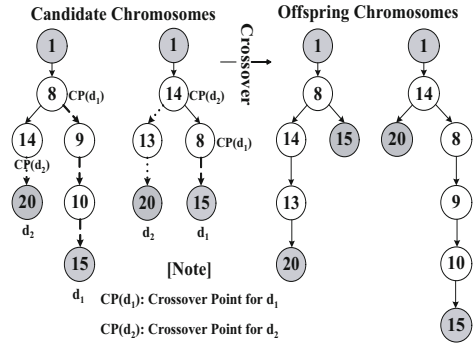 Candidate Chromosomes
Offspring Chromosomes
Crossover
1
8 CP(d1)
14
CP(d2)
9
20
d2
10
15
d1
1
14 CP(d2)
13
8 CP(d1)
20
d2
15
d1
1
8
14
15
13
20
1
14
20
8
9
10
15
[Note]
CP(d1): Crossover Point for d1
CP(d2): Crossover Point for d2